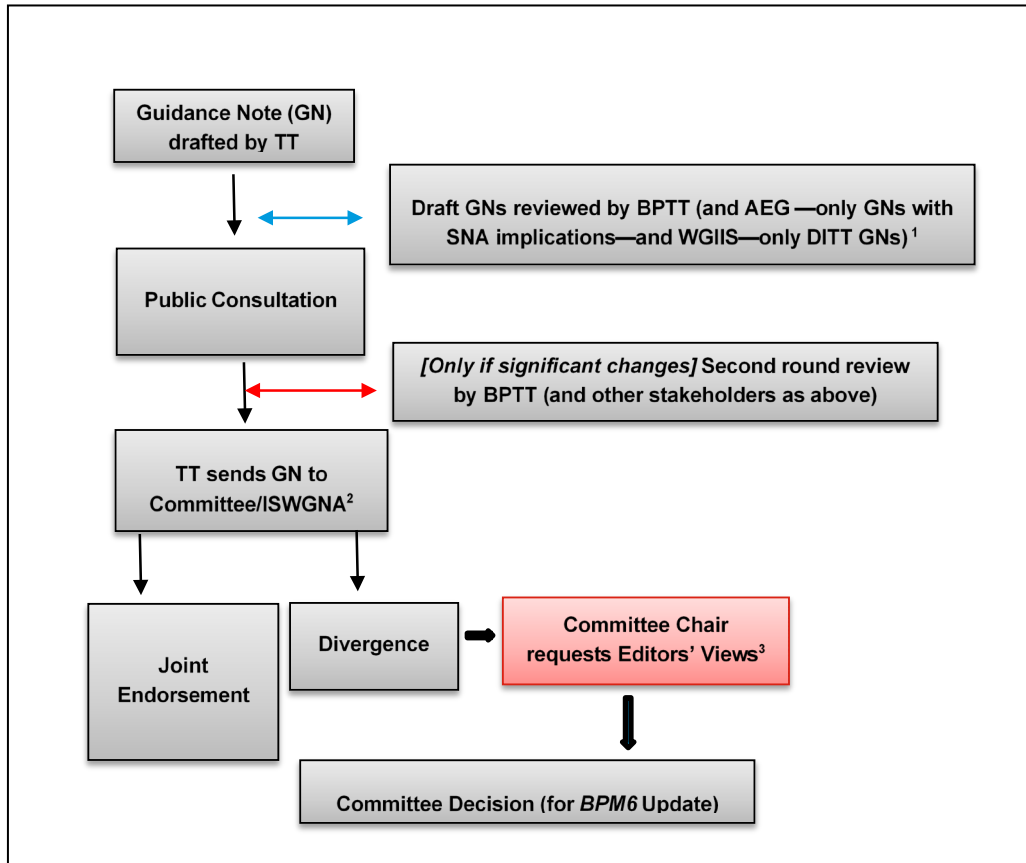 Guidance Note (GN)
drafted by TT
Draft GNs reviewed by BPTT (and AEG —only GNs with
SNA implications—and WGIIS—only DITT GNs) 1
Public Consultation
[Only if significant changes] Second round review
by BPTT (and other stakeholders as above)
TT sends GN to
Committee/ISWGNA2
Joint
Endorsement
Divergence
Committee Chair
requests Editors’ Views3
Committee Decision (for BPM6 Update)